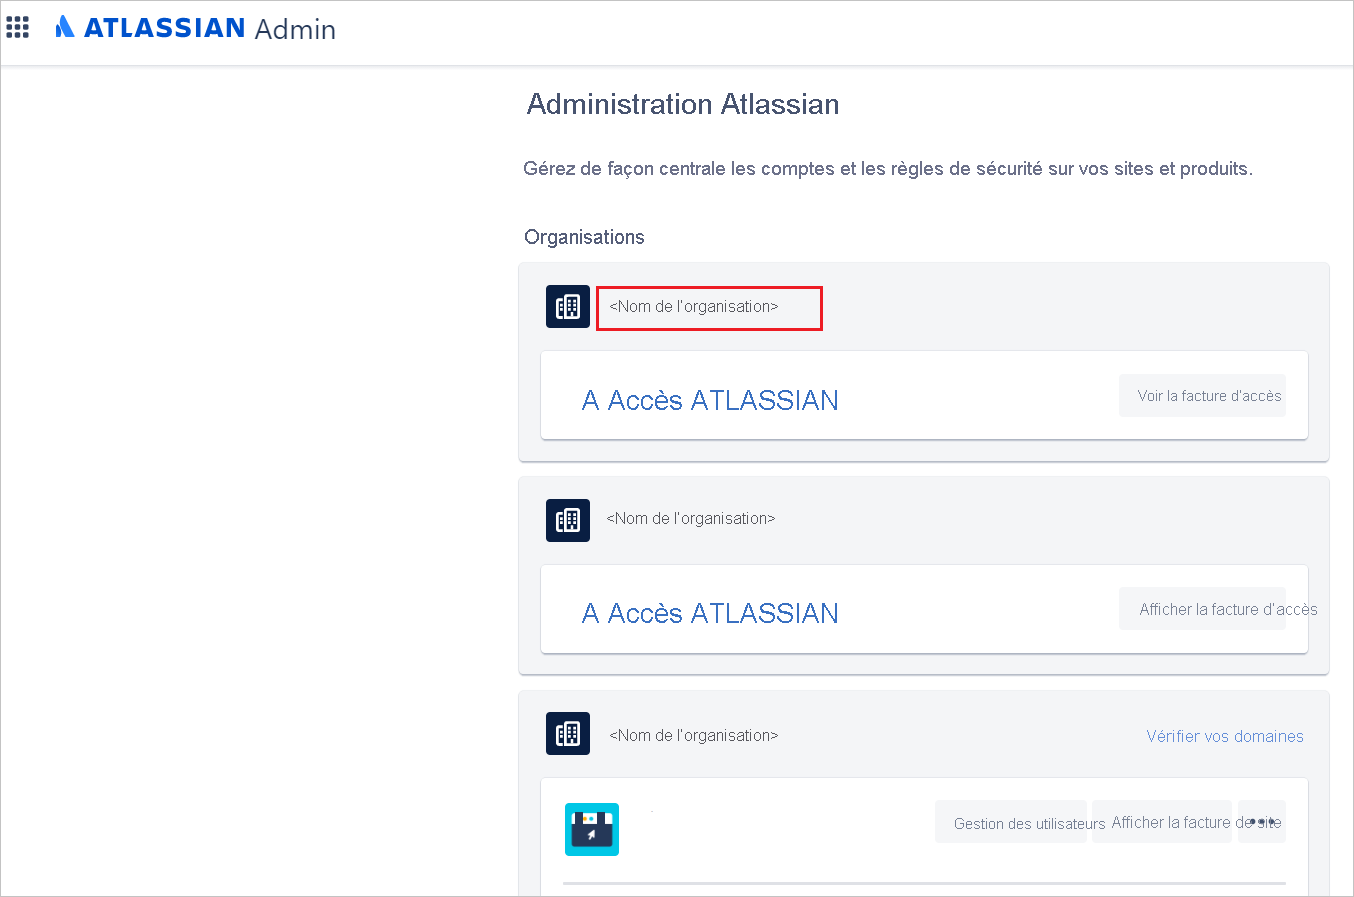 ATLASSIAN Admin
Administration Atlassian
Gérez de façon centrale les comptes et les règles de sécurité sur vos sites et produits.
Organisations
<Nom de l'organisation>
A Accès ATLASSIAN
Voir la facture d'accès
<Nom de l'organisation>
A Accès ATLASSIAN
Afficher la facture d'accès
<Nom de l'organisation>
Vérifier vos domaines
Gestion des utilisateurs
Afficher la facture de site